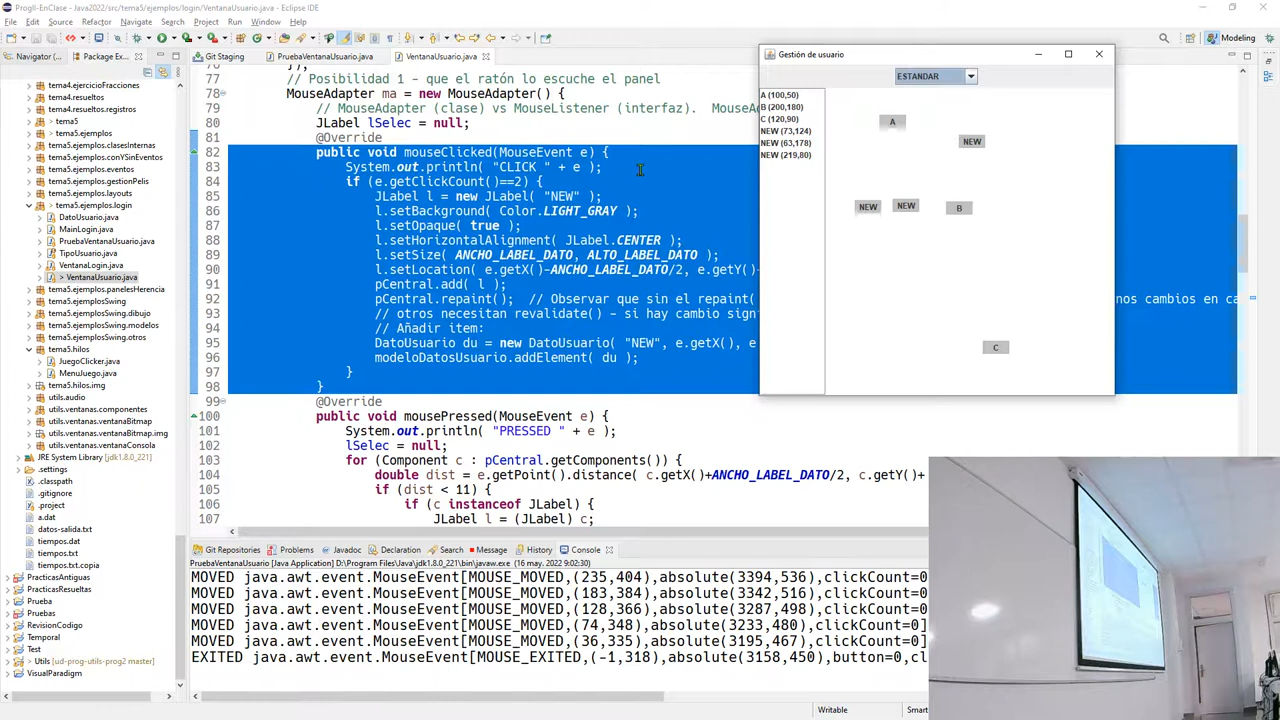 ProgII-EnClase - Java2022/src/tema5/ejemplos/login/VentanaUsuario.java - Eclipse IDE
File Edit Source Refactor Navigate Search Project Run Window Help
Modeling
Navigator (...
Package Ex...
Git Staging
PruebaVentanaUsuario.java
VentanaUsuario.java
tema4.ejercicioFracciones
tema4.resueltos
tema4.resueltos.registros
tema5
tema5.ejemplos
tema5.ejemplos.clasesInternas
tema5.ejemplos.conYSinEventos
tema5.ejemplos.eventos
tema5.ejemplos.gestionPelis
tema5.ejemplos.layouts
tema5.ejemplos.login
DatoUsuario.java
MainLogin.java
PruebaVentanaUsuario.java
TipoUsuario.java
VentanaLogin.java
> VentanaUsuario.java
tema5.ejemplos.panelesHerencia
tema5.ejemplosSwing
tema5.ejemplosSwing.dibujo
tema5.ejemplosSwing.modelos
tema5.ejemplosSwing.otros
tema5.hilos
JuegoClicker.java
MenuJuego.java
tema5.hilos.img
utils.audio
utils.ventanas.componentes
utils.ventanas.ventanaBitmap
utils.ventanas.ventanaBitmap.img
utils.ventanas.ventanaConsola
JRE System Library [jdk1.8.0_221]
.settings
.classpath
.gitignore
.project
a.dat
datos-salida.txt
tiempos.dat
tiempos.txt
tiempos.txt.copia
PracticasAntiguas
PracticasResueltas
Prueba
Pruebas
RevisionCodigo
Temporal
Test
> Utils [ud-prog-utils-prog2 master]
VisualParadigm
76 });
77 // Posibilidad 1 - que el ratón lo escuche el panel
78 MouseAdapter ma = new MouseAdapter() {
79 // MouseAdapter (clase) vs MouseListener (interfaz). MouseAd
80 JLabel lSelec = null;
81 @Override
82 public void mouseClicked(MouseEvent e) {
83 System.out.println( "CLICK " + e );
84 if (e.getClickCount()==2) {
85 JLabel l = new JLabel( "NEW" );
86 l.setBackground( Color.LIGHT_GRAY );
87 l.setOpaque( true );
88 l.setHorizontalAlignment( JLabel.CENTER );
89 l.setSize( ANCHO_LABEL_DATO, ALTO_LABEL_DATO );
90 l.setLocation( e.getX()-ANCHO_LABEL_DATO/2, e.getY()-
91 pCentral.add( l );
92 pCentral.repaint(); // Observar que sin el repaint( nos cambios en ca
93 // otros necesitan revalidate() - si hay cambio sign
94 // Añadir item:
95 DatoUsuario du = new DatoUsuario( "NEW", e.getX(), e
96 modeloDatosUsuario.addElement( du );
97 }
98 }
99 @Override
100 public void mousePressed(MouseEvent e) {
101 System.out.println( "PRESSED " + e );
102 lSelec = null;
103 for (Component c : pCentral.getComponents()) {
104 double dist = e.getPoint().distance( c.getX()+ANCHO_LABEL_DATO/2, c.getY()+
105 if (dist < 11) {
106 if (c instanceof JLabel) {
107 JLabel l = (JLabel) c;
Gestión de usuario
ESTANDAR
A (100,50)
B (200,180)
C (120,90)
NEW (73,124)
NEW (63,178)
NEW (219,80)
A
NEW
NEW
NEW
B
C
Git Repositories Problems Javadoc Declaration Search Message History Console
PruebaVentanaUsuario [Java Application] D:\Program Files\Java\jdk1.8.0_221\bin\javaw.exe (16 may. 2022 9:02:30)
MOVED java.awt.event.MouseEvent[MOUSE_MOVED,(235,404),absolute(3394,536),clickCount=0
MOVED java.awt.event.MouseEvent[MOUSE_MOVED,(183,384),absolute(3342,516),clickCount=0
MOVED java.awt.event.MouseEvent[MOUSE_MOVED,(128,366),absolute(3287,498),clickCount=0
MOVED java.awt.event.MouseEvent[MOUSE_MOVED,(74,348),absolute(3233,480),clickCount=0
MOVED java.awt.event.MouseEvent[MOUSE_MOVED,(36,335),absolute(3195,467),clickCount=0]
EXITED java.awt.event.MouseEvent[MOUSE_EXITED,(-1,318),absolute(3158,450),button=0,cl
Writable
Smart